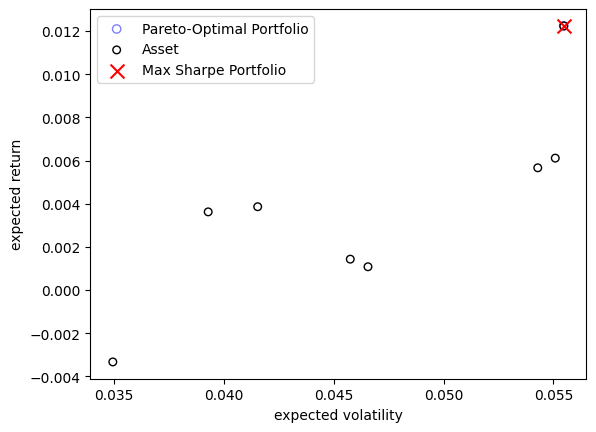 0.012
0.010
0.008
0.006
0.004
0.002
0.000
−0.002
−0.004
expected return
Pareto-Optimal Portfolio
Asset
Max Sharpe Portfolio
0.035 0.040 0.045 0.050 0.055
expected volatility